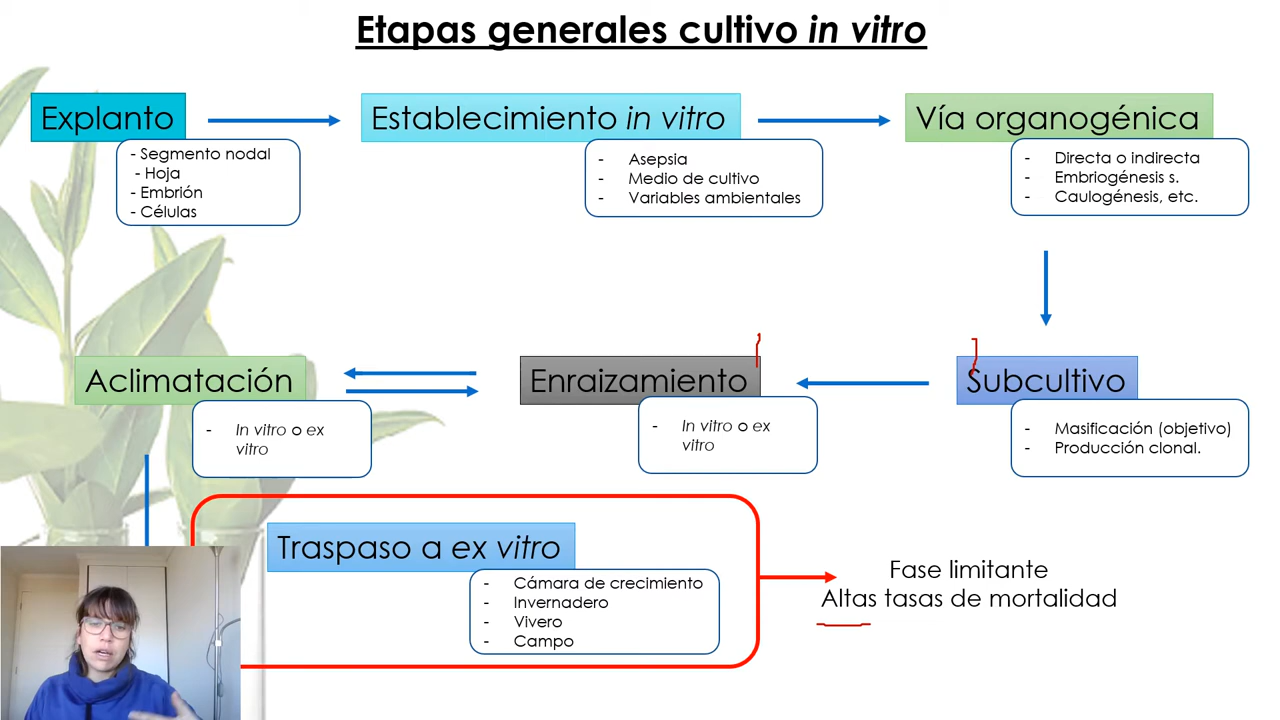 Etapas generales cultivo in vitro
Explanto
- Segmento nodal
- Hoja
- Embrión
- Células
Establecimiento in vitro
- Asepsia
- Medio de cultivo
- Variables ambientales
Vía organogénica
- Directa o indirecta
- Embriogénesis s.
- Caulogénesis, etc.
Subcultivo
- Masificación (objetivo)
- Producción clonal.
Enraizamiento
- In vitro o ex
vitro
Aclimatación
- In vitro o ex
vitro
Traspaso a ex vitro
- Cámara de crecimiento
- Invernadero
- Vivero
- Campo
Fase limitante
Altas tasas de mortalidad